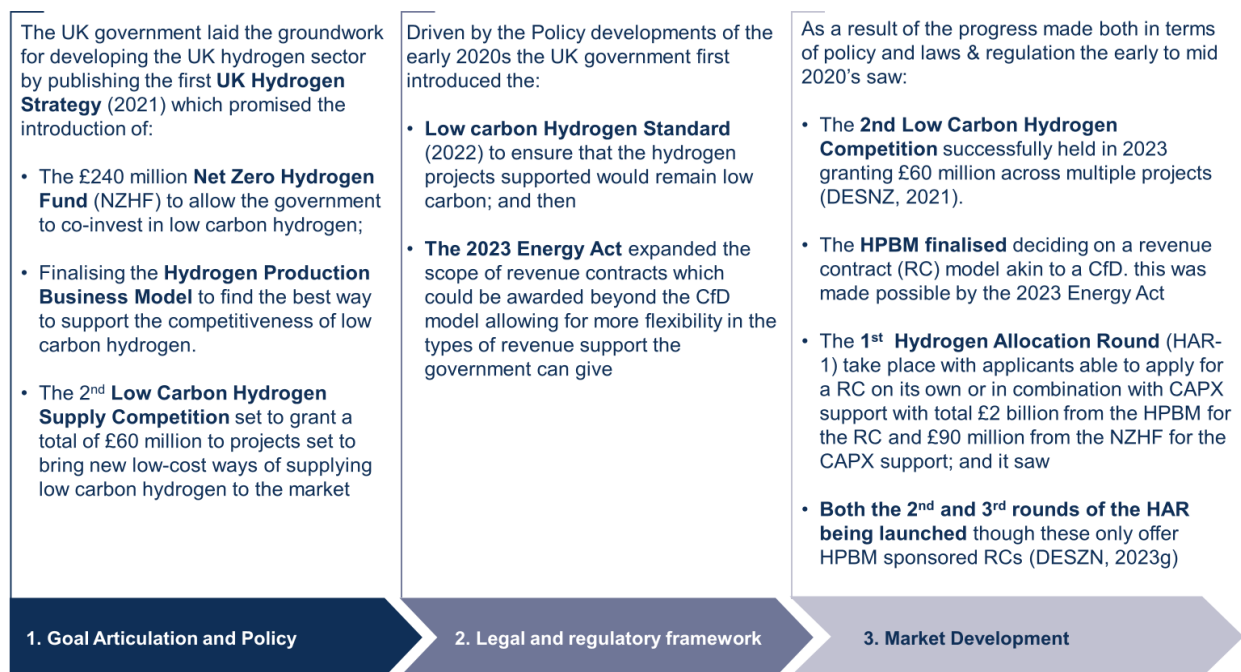 The UK government laid the groundwork
for developing the UK hydrogen sector
by publishing the first UK Hydrogen
Strategy (2021) which promised the
introduction of:
• The £240 million Net Zero Hydrogen
Fund (NZHF) to allow the government
to co-invest in low carbon hydrogen;
• Finalising the Hydrogen Production
Business Model to find the best way
to support the competitiveness of low
carbon hydrogen.
• The 2nd Low Carbon Hydrogen
Supply Competition set to grant a
total of £60 million to projects set to
bring new low-cost ways of supplying
low carbon hydrogen to the market
1. Goal Articulation and Policy
Driven by the Policy developments of the
early 2020s the UK government first
introduced the:
• Low carbon Hydrogen Standard
(2022) to ensure that the hydrogen
projects supported would remain low
carbon; and then
• The 2023 Energy Act expanded the
scope of revenue contracts which
could be awarded beyond the CfD
model allowing for more flexibility in the
types of revenue support the
government can give
2. Legal and regulatory framework
As a result of the progress made both in terms
of policy and laws & regulation the early to mid
2020's saw:
• The 2nd Low Carbon Hydrogen
Competition successfully held in 2023
granting £60 million across multiple projects
(DESNZ, 2021).
• The HPBM finalised deciding on a revenue
contract (RC) model akin to a CfD. this was
made possible by the 2023 Energy Act
• The 1st Hydrogen Allocation Round (HAR-
1) take place with applicants able to apply for
a RC on its own or in combination with CAPX
support with total £2 billion from the HPBM for
the RC and £90 million from the NZHF for the
CAPX support; and it saw
• Both the 2nd and 3rd rounds of the HAR
being launched though these only offer
HPBM sponsored RCs (DESZN, 2023g)
3. Market Development